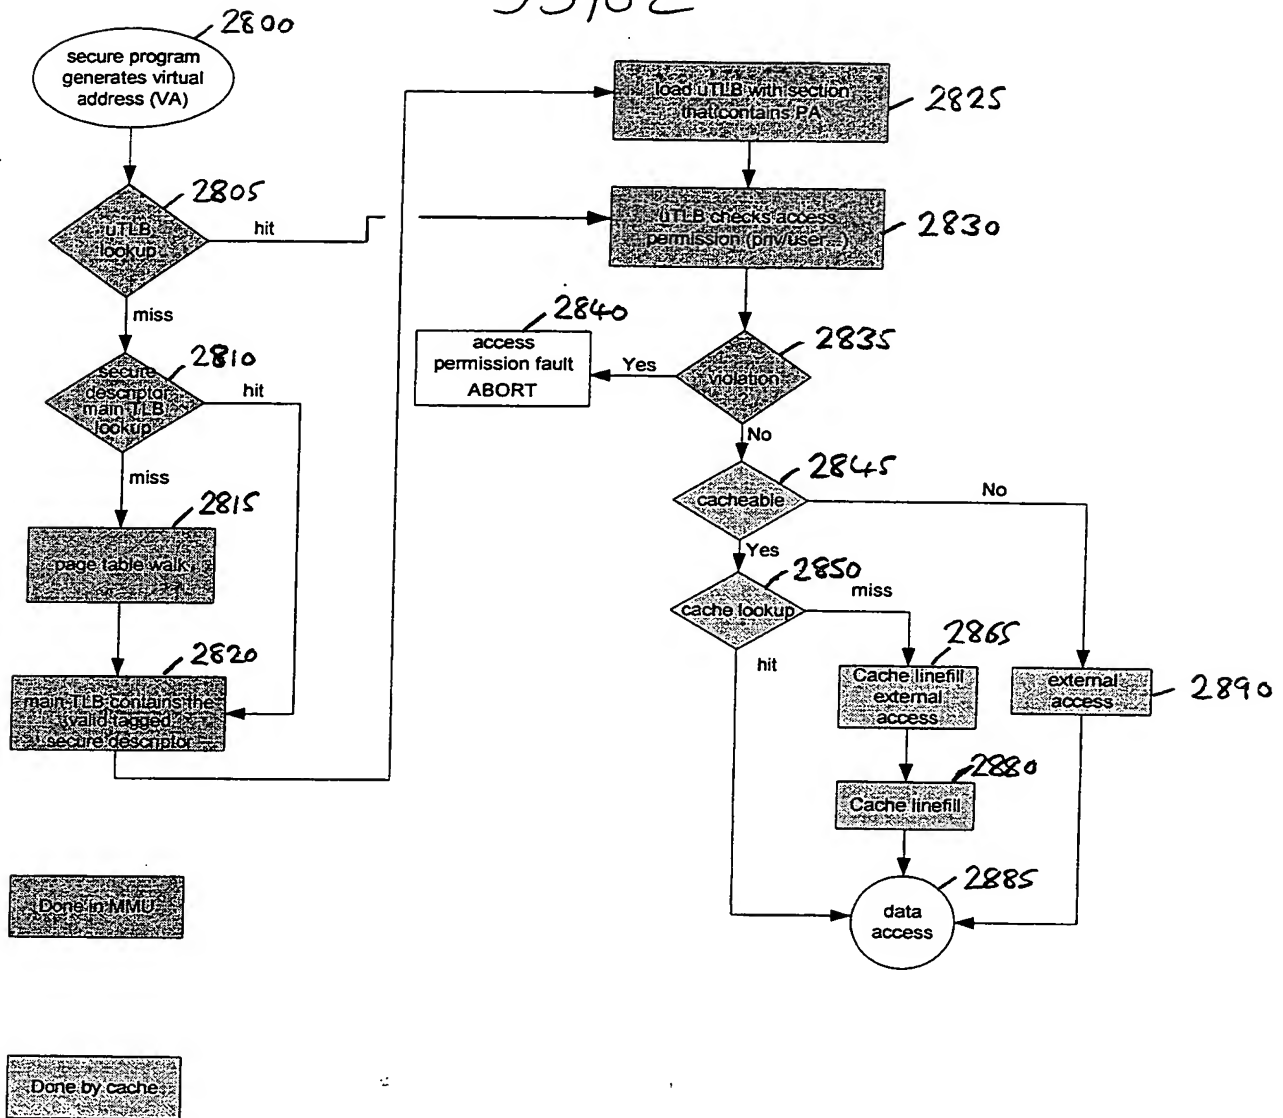 2800
secure program
generates virtual
address (VA)
2805
uTLB
lookup
hit
miss
2810
secure
descriptor
main TLB
lookup
hit
miss
2815
page table walk
2820
main TLB contains the
valid tagged
secure descriptor
load uTLB with section
that contains PA
2825
uTLB checks access
permission (priv/user...)
2830
2840
access
permission fault
ABORT
Yes
2835
violation
?
No
2845
cacheable
No
Yes
2850
cache lookup
miss
hit
2865
Cache linefill
external
access
external
access
2890
2880
Cache linefill
2885
data
access
Done in MMU
Done by cache